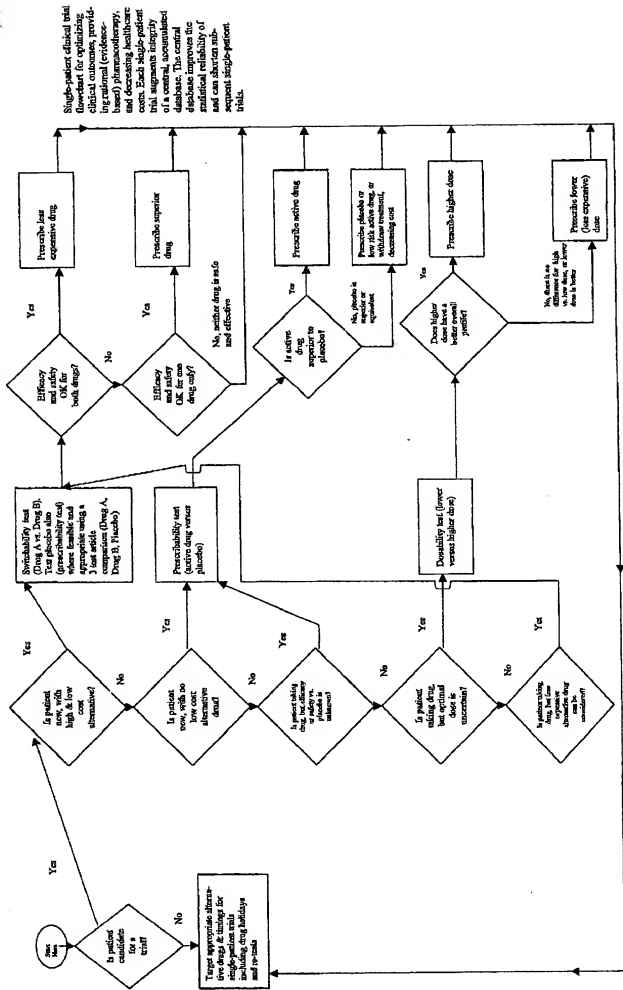 Single-patient clinical trial
flowchart for optimizing
clinical outcomes, provid-
ing rational (evidence-
based) pharmacotherapy,
and decreasing healthcare
costs. Each single-patient
trial augments integrity
of a central, accumulated
database. The central
database improves the
statistical reliability of
and can shorten sub-
sequent single-patient
trials.
Start
Here
Is patient
candidate
for a
trial?
Yes
No
Target appropriate alterna-
tive drugs & timings for
single-patient trials
including drug holidays
and re-trials
Is patient
new, with
high & low
cost
alternative?
Yes
No
Is patient
new, with no
low cost
alternative
drug?
Yes
No
Is patient taking
drug, but efficacy
or safety vs.
placebo is
unknown?
Yes
No
Is patient
taking drug,
but optimal
dose is
uncertain?
Yes
No
Is patient taking
drug, but less
expensive
alternative drug
can be
considered?
Yes
Switchability test
(Drug A vs. Drug B).
Test placebo also
(prescribability test)
where feasible and
appropriate using a
3 test article
comparison (Drug A,
Drug B, Placebo)
Prescribability test
(active drug versus
placebo)
Dosability test (lower
versus higher dose)
Efficacy
and safety
OK for
both drugs?
Yes
No
Efficacy
and safety
OK for one
drug only?
Yes
No, neither drug is safe
and effective
Is active
drug
superior to
placebo?
Yes
No, placebo is
superior or
equivalent
Does higher
dose have a
better overall
profile?
Yes
No, there is no
difference for high
vs. low dose, or lower
dose is better
Prescribe less
expensive drug
Prescribe superior
drug
Prescribe active drug
Prescribe placebo or
low risk active drug, or
withdraw treatment,
decreasing cost
Prescribe higher dose
Prescribe lower
(less expensive)
dose